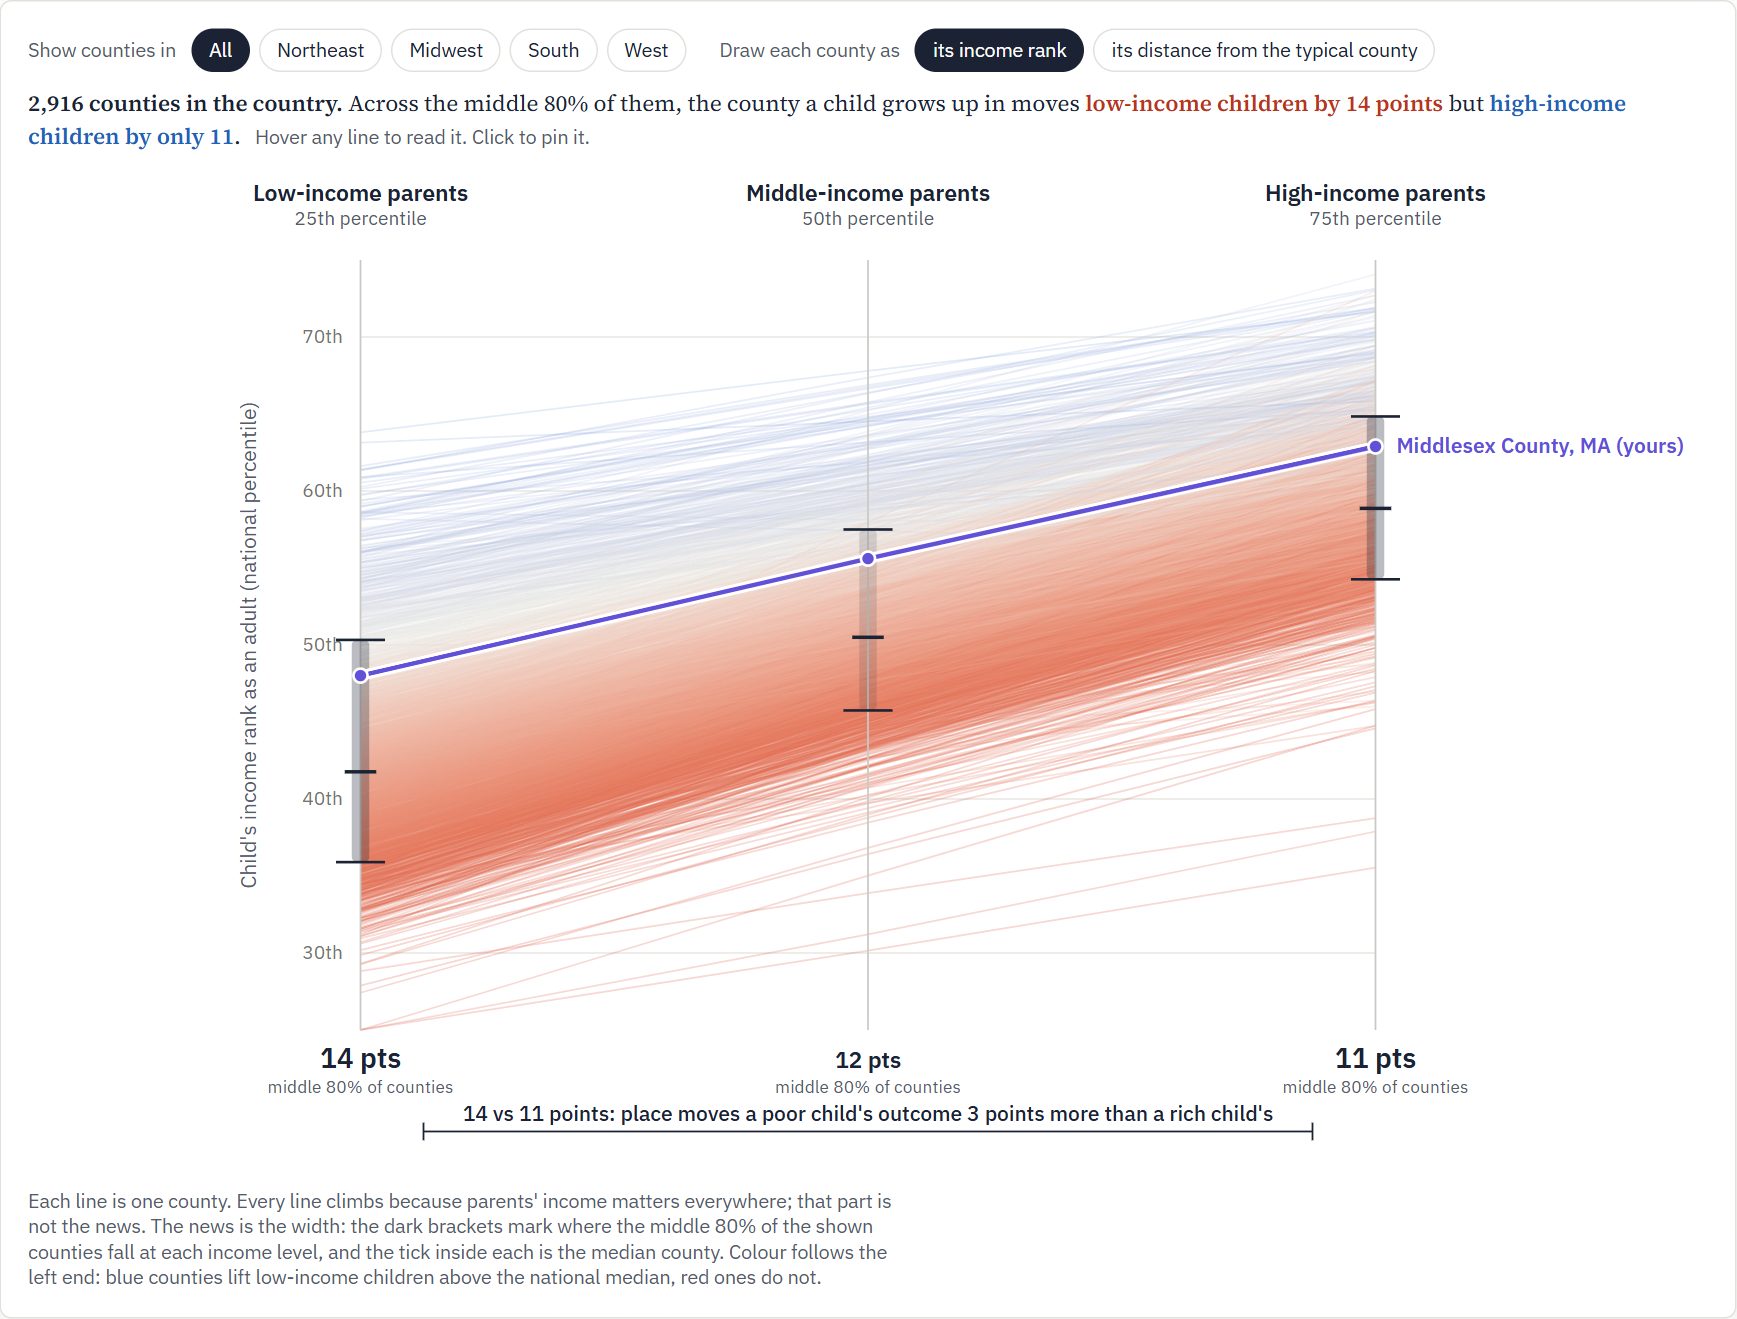 Show counties in All Northeast Midwest South West Draw each county as its income rank its distance from the typical county
2,916 counties in the country. Across the middle 80% of them, the county a child grows up in moves low-income children by 14 points but high-income
children by only 11. Hover any line to read it. Click to pin it.
Low-income parents Middle-income parents High-income parents
25th percentile 50th percentile 75th percentile
70th
60th
50th
40th
30th
Child's income rank as an adult (national percentile)
Middlesex County, MA (yours)
14 pts 12 pts 11 pts
middle 80% of counties middle 80% of counties middle 80% of counties
14 vs 11 points: place moves a poor child's outcome 3 points more than a rich child's
Each line is one county. Every line climbs because parents' income matters everywhere; that part is
not the news. The news is the width: the dark brackets mark where the middle 80% of the shown
counties fall at each income level, and the tick inside each is the median county. Colour follows the
left end: blue counties lift low-income children above the national median, red ones do not.